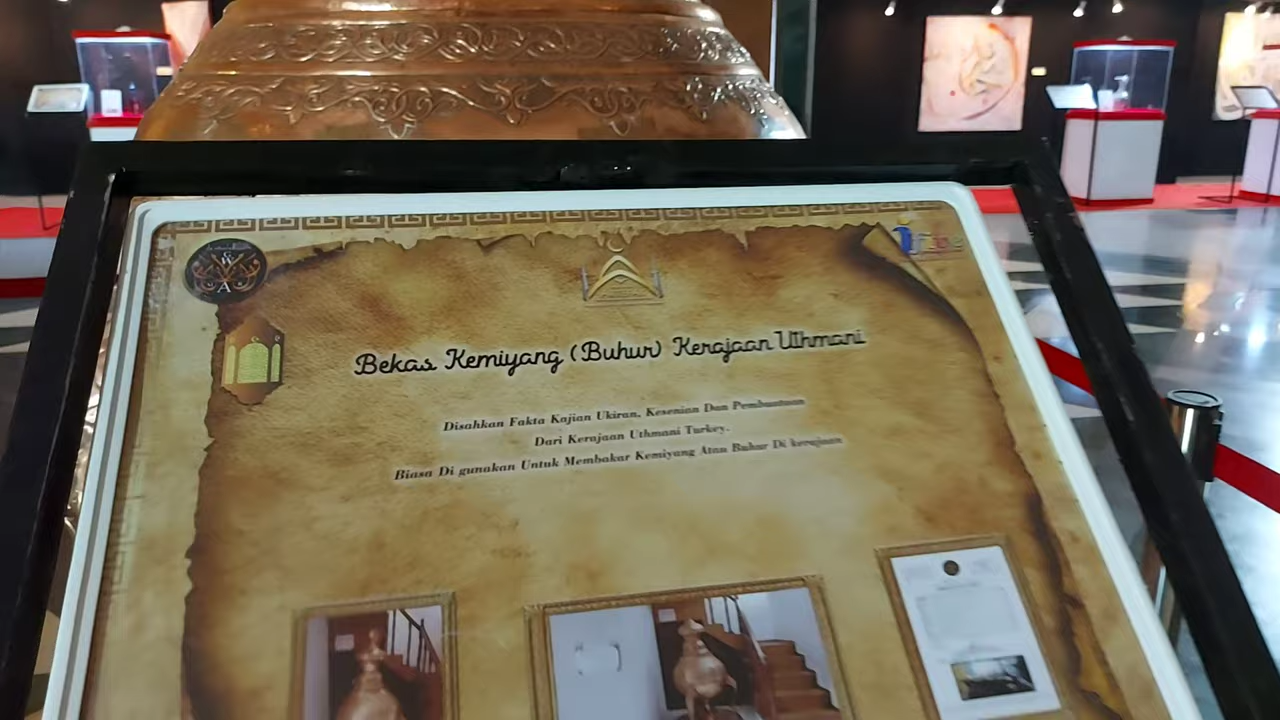 Bekas Kemiyang (Buhur) Kerajaan Uthmani
Disahkan Fakta Kajian Ukiran, Kesenian Dan Pembuatan
Dari Kerajaan Uthmani Turkey.
Biasa Di gunakan Untuk Membakar Kemiyang Atau Buhur Di kerajaan